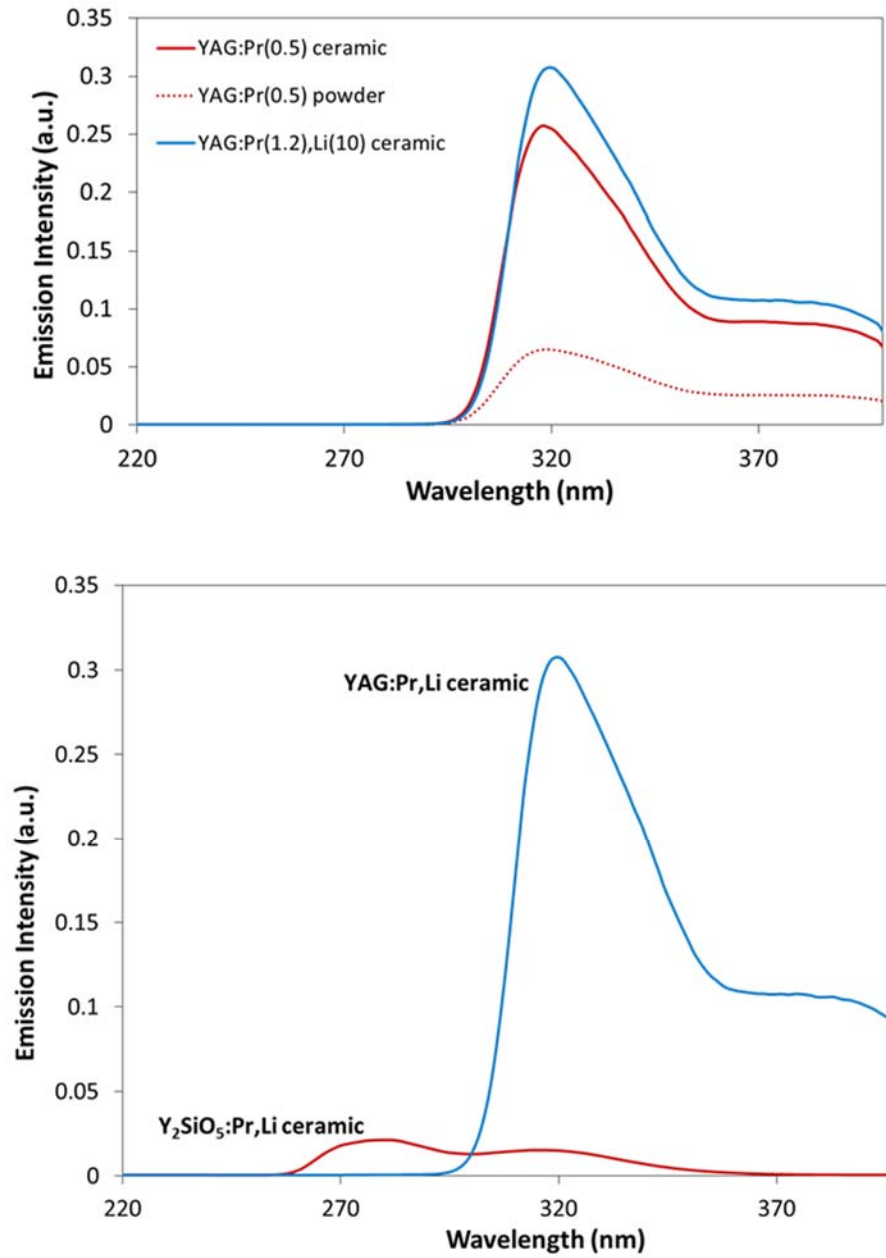 0.35
0.3
0.25
0.2
0.15
0.1
0.05
0
Emission Intensity (a.u.)
YAG:Pr(0.5) ceramic
YAG:Pr(0.5) powder
YAG:Pr(1.2),Li(10) ceramic
220 270 320 370
Wavelength (nm)
0.35
0.3
0.25
0.2
0.15
0.1
0.05
0
Emission Intensity (a.u.)
YAG:Pr,Li ceramic
Y₂SiO₅:Pr,Li ceramic
220 270 320 370
Wavelength (nm)